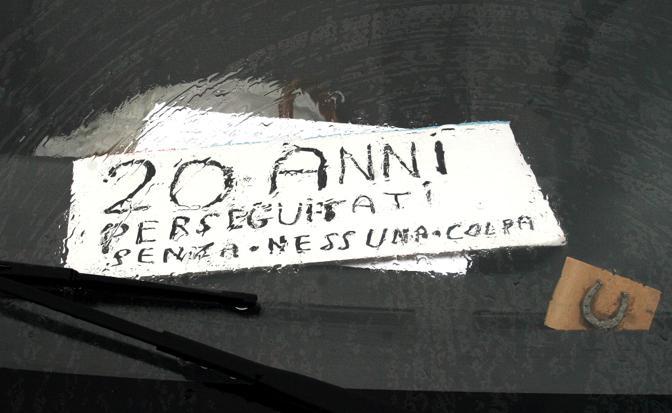 20 ANNI
PERSEGUITATI
SENZA·NESSUNA·COLPA